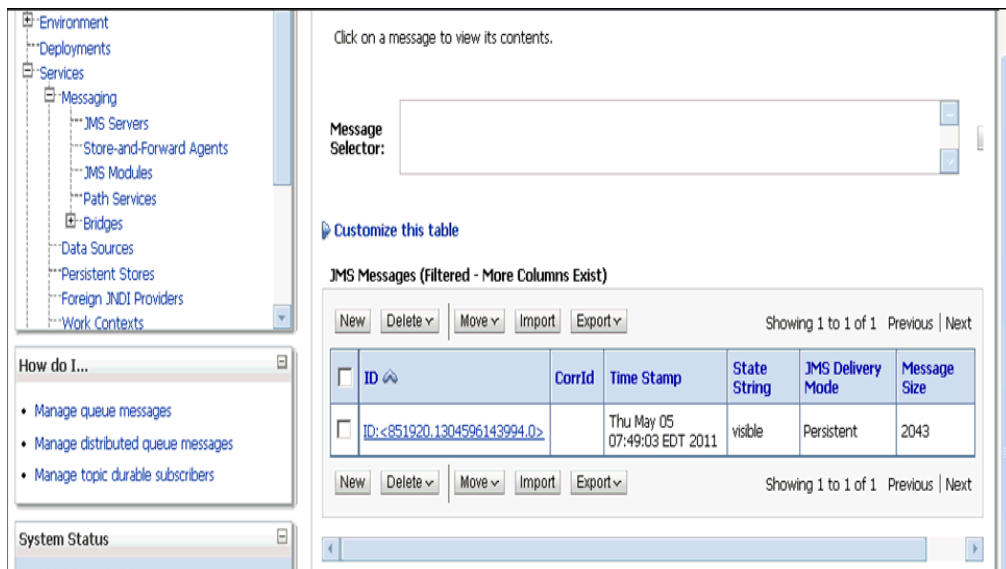 Environment
Deployments
Services
Messaging
JMS Servers
Store-and-Forward Agents
JMS Modules
Path Services
Bridges
Data Sources
Persistent Stores
Foreign JNDI Providers
Work Contexts
How do I...
Manage queue messages
Manage distributed queue messages
Manage topic durable subscribers
System Status
Click on a message to view its contents.
Message
Selector:
Customize this table
JMS Messages (Filtered - More Columns Exist)
New Delete Move Import Export Showing 1 to 1 of 1 Previous | Next
ID CorrId Time Stamp State String JMS Delivery Mode Message Size
ID:<851920.1304596143994.0> Thu May 05 07:49:03 EDT 2011 visible Persistent 2043
New Delete Move Import Export Showing 1 to 1 of 1 Previous | Next